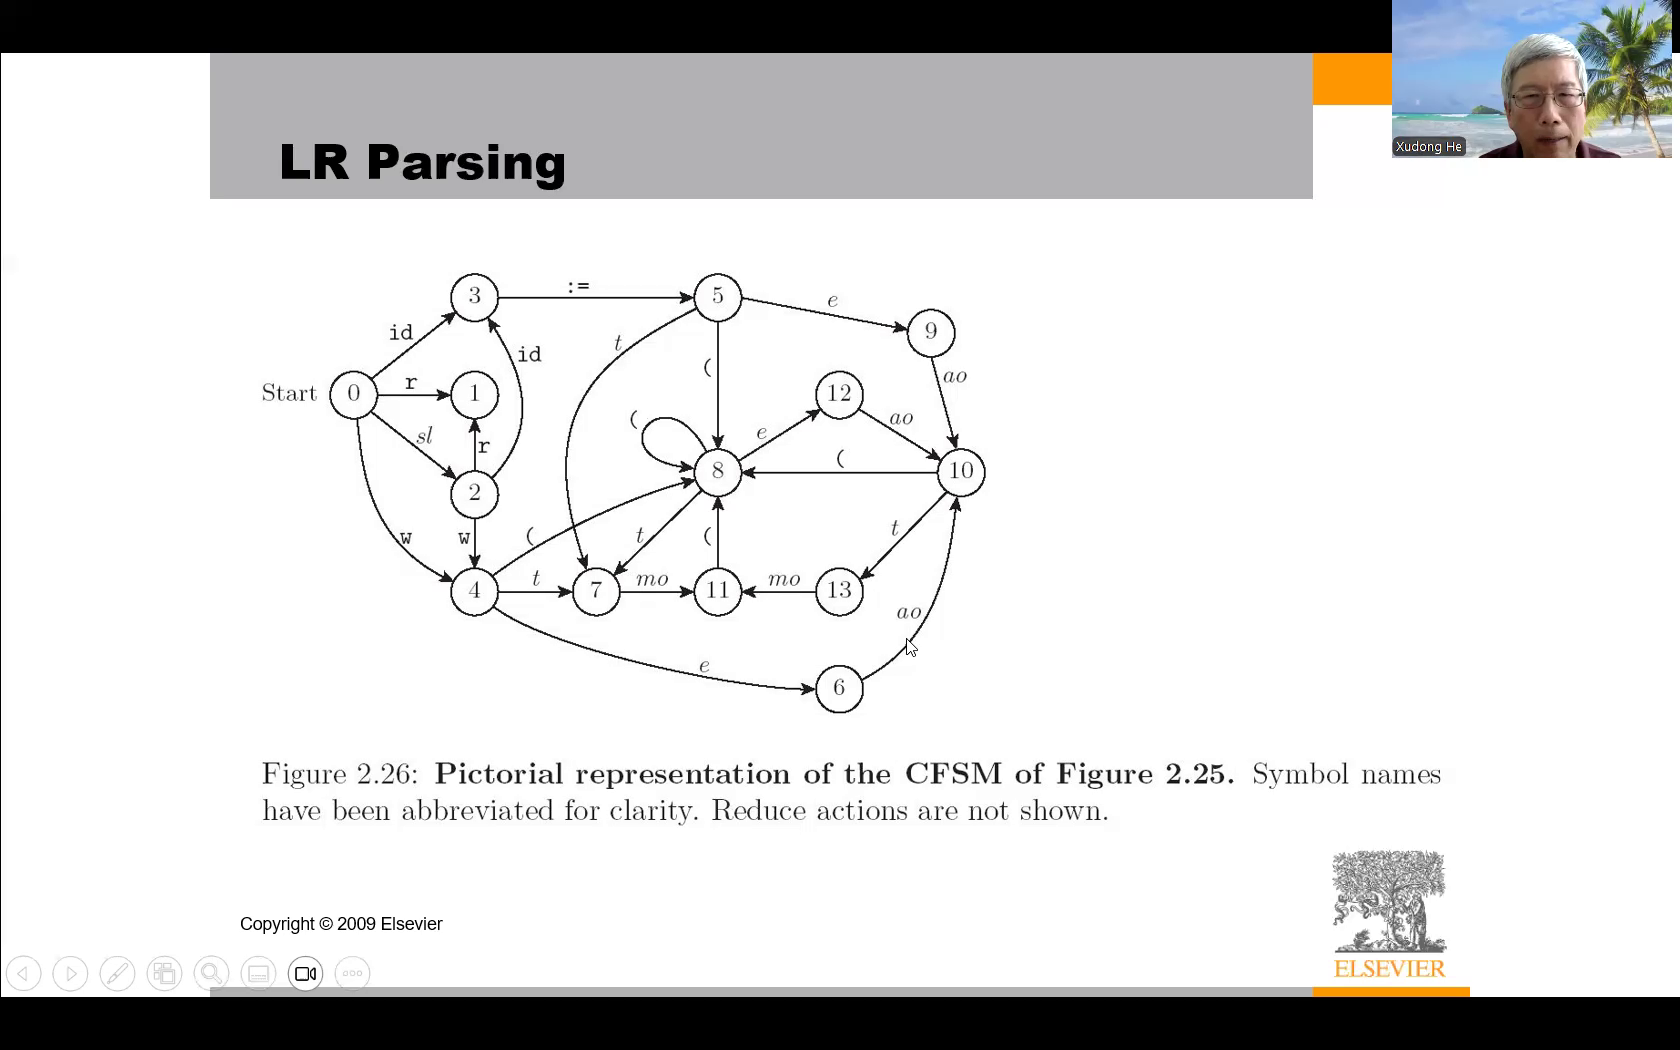 LR Parsing
Xudong He
3
:=
5
e
9
id
t
id
(
ao
Start
0
r
1
12
(
ao
sl
r
e
8
(
10
2
w
w
(
t
(
t
4
t
7
mo
11
mo
13
ao
e
6
Figure 2.26: Pictorial representation of the CFSM of Figure 2.25. Symbol names
have been abbreviated for clarity. Reduce actions are not shown.
Copyright © 2009 Elsevier
ELSEVIER